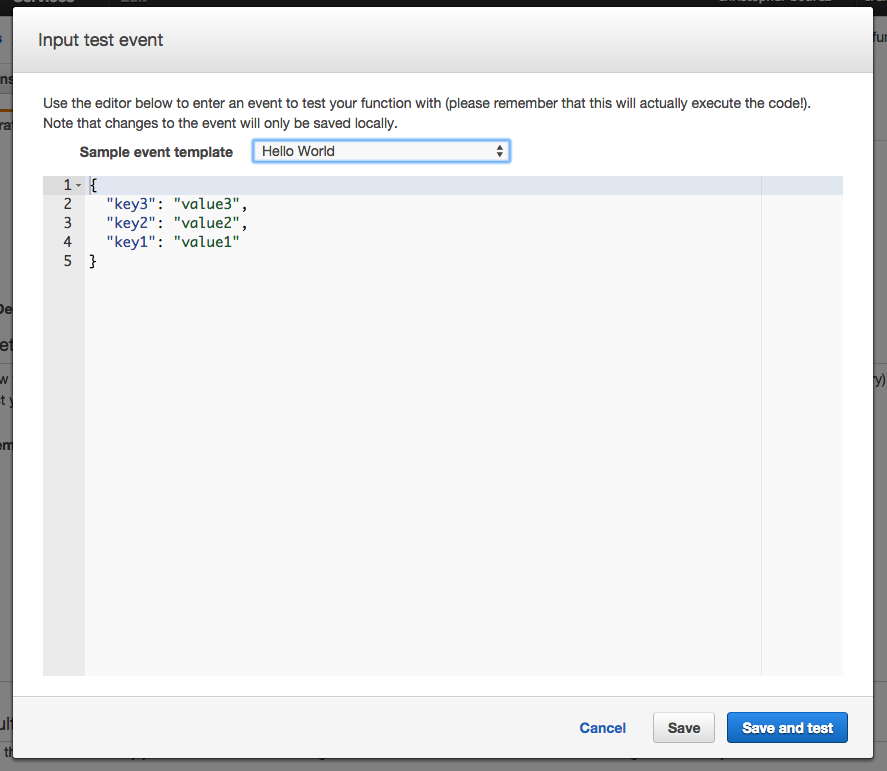 Input test event
Use the editor below to enter an event to test your function with (please remember that this will actually execute the code!).
Note that changes to the event will only be saved locally.
Sample event template Hello World
1 {
2 "key3": "value3",
3 "key2": "value2",
4 "key1": "value1"
5 }
Cancel Save Save and test